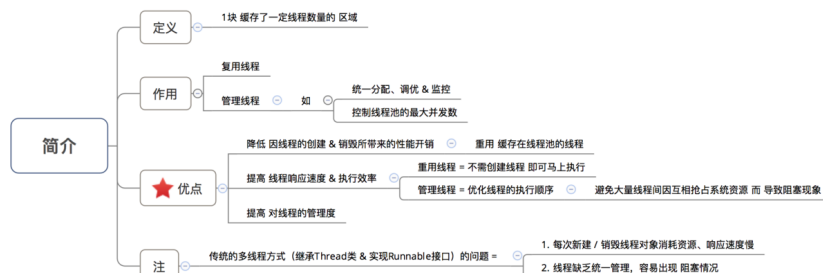 简介
定义
1块 缓存了一定线程数量的 区域
作用
复用线程
管理线程
如
统一分配、调优 & 监控
控制线程池的最大并发数
优点
降低 因线程的创建 & 销毁所带来的性能开销
重用 缓存在线程池的线程
提高 线程响应速度 & 执行效率
重用线程 = 不需创建线程 即可马上执行
管理线程 = 优化线程的执行顺序
避免大量线程间因互相抢占系统资源 而 导致阻塞现象
提高 对线程的管理度
注
传统的多线程方式（继承Thread类 & 实现Runnable接口）的问题 =
1. 每次新建 / 销毁线程对象消耗资源、响应速度慢
2. 线程缺乏统一管理，容易出现 阻塞情况